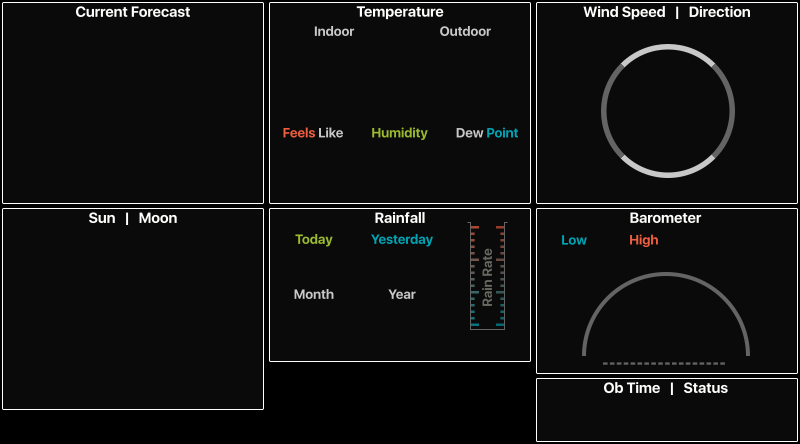 Current Forecast
Temperature
Indoor Outdoor
Feels Like Humidity Dew Point
Wind Speed | Direction
Sun | Moon
Rainfall
Today Yesterday
Month Year
Rain Rate
Barometer
Low High
Ob Time | Status